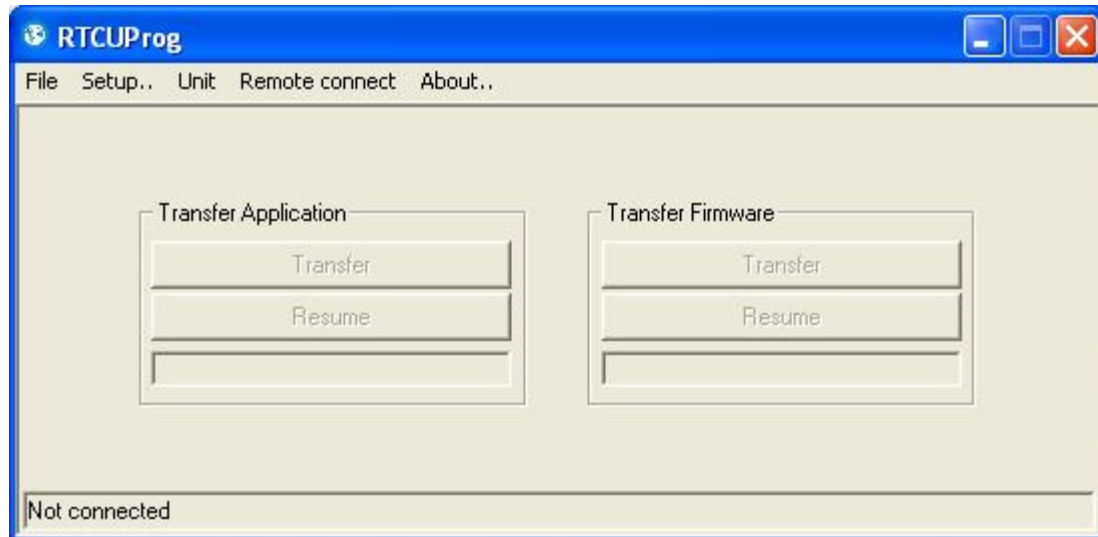 RTCUProg
File Setup.. Unit Remote connect About..
Transfer Application
Transfer
Resume
Transfer Firmware
Transfer
Resume
Not connected